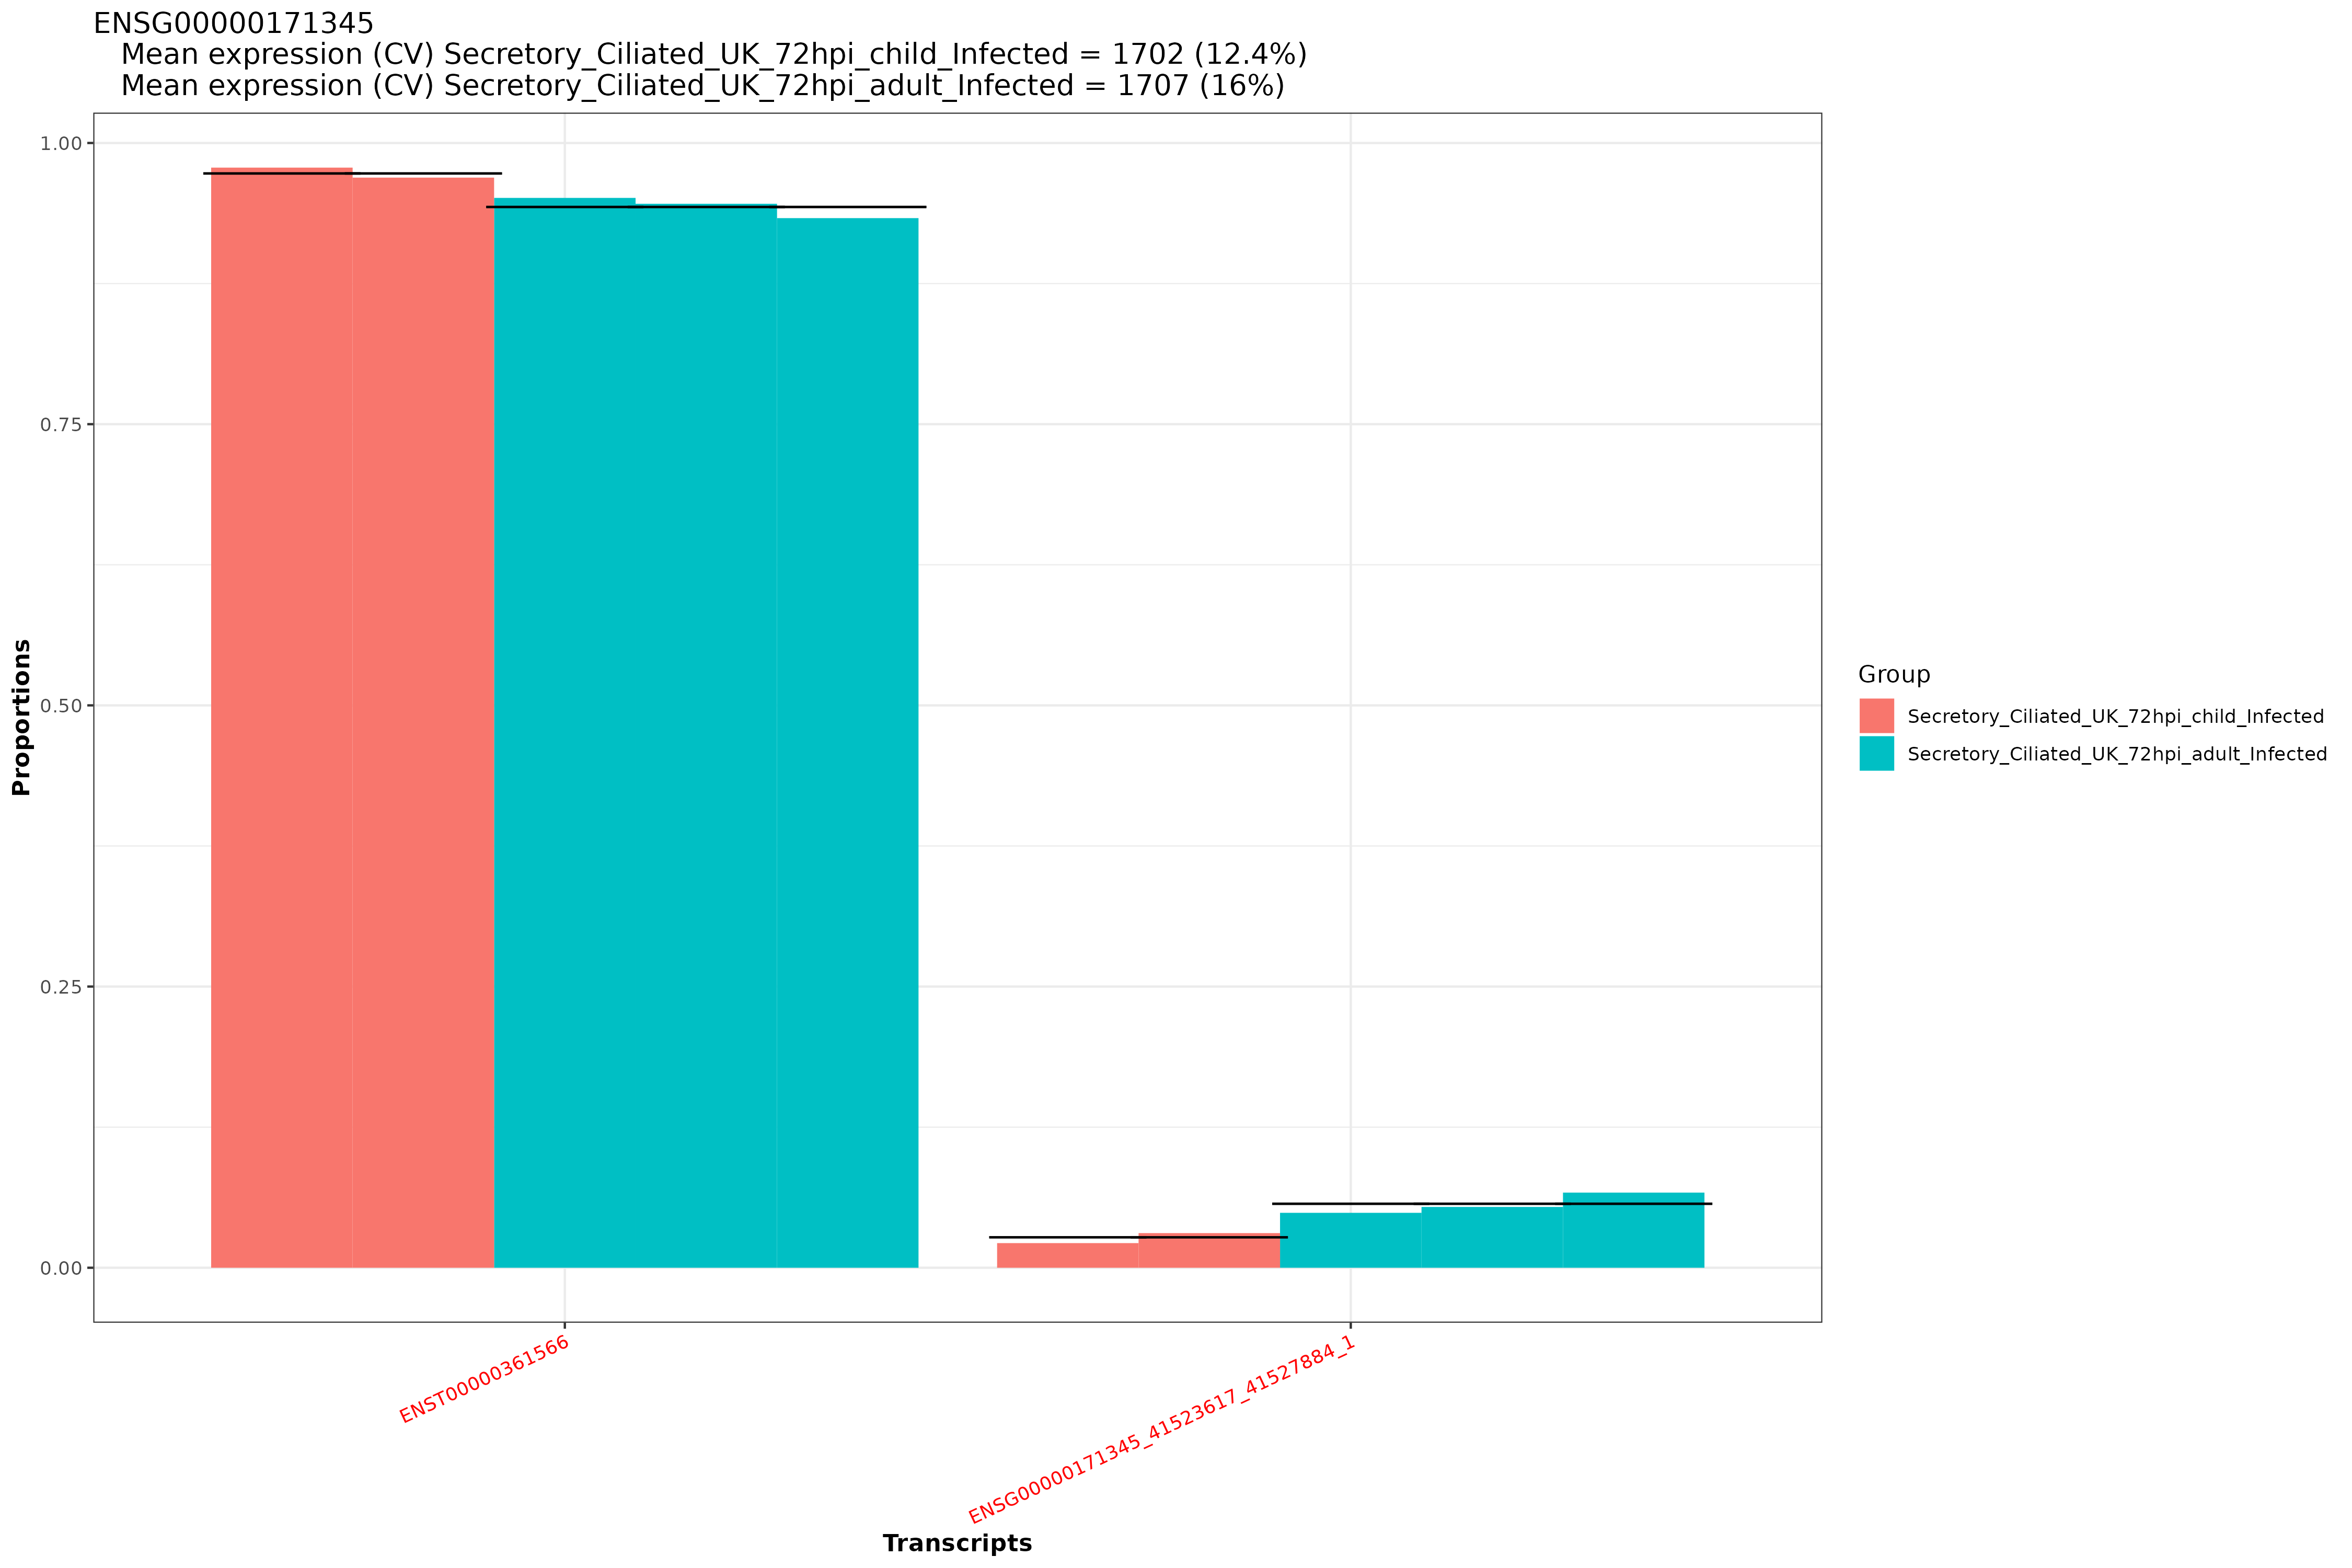 ENSG00000171345
Mean expression (CV) Secretory_Ciliated_UK_72hpi_child_Infected = 1702 (12.4%)
Mean expression (CV) Secretory_Ciliated_UK_72hpi_adult_Infected = 1707 (16%)
1.00
0.75
0.50
0.25
0.00
Proportions
ENST00000361566
ENSG00000171345_41523617_41527884_1
Transcripts
Group
Secretory_Ciliated_UK_72hpi_child_Infected
Secretory_Ciliated_UK_72hpi_adult_Infected